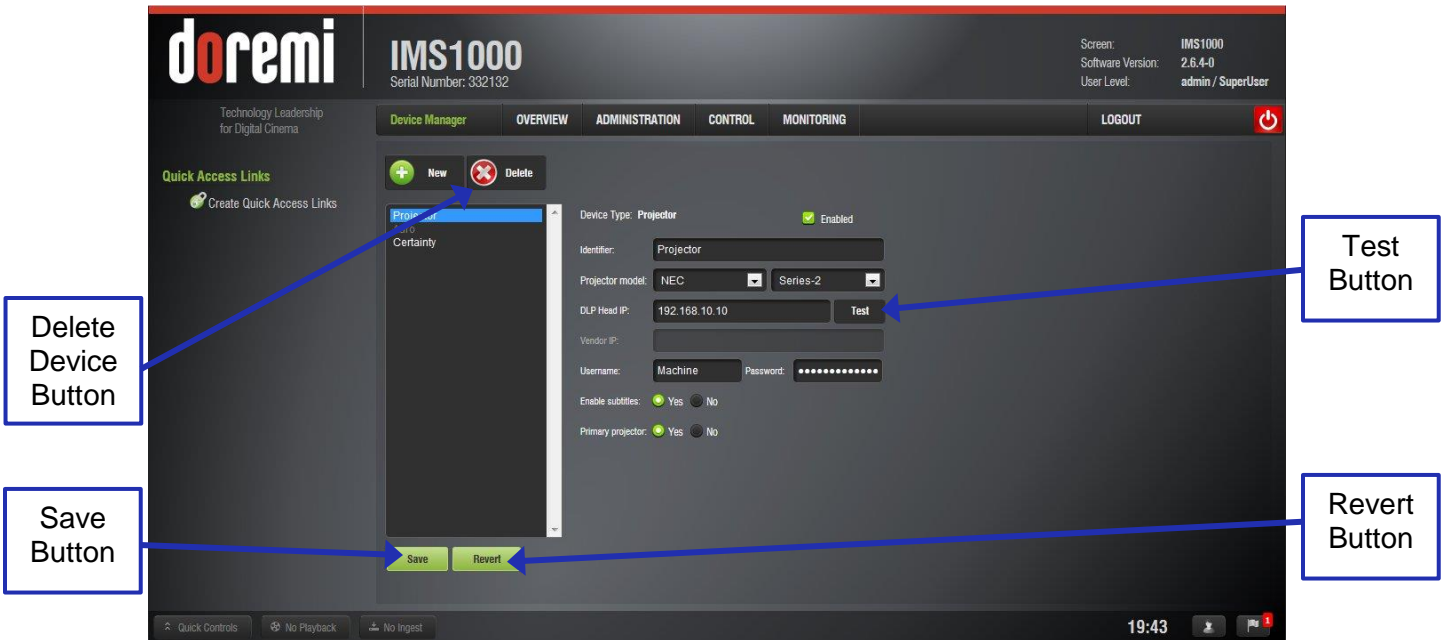 doremi
Technology Leadership
for Digital Cinema
IMS1000
Serial Number: 332132
Screen: IMS1000
Software Version: 2.6.4-0
User Level: admin / SuperUser
Device Manager OVERVIEW ADMINISTRATION CONTROL MONITORING LOGOUT
Quick Access Links
Create Quick Access Links
New Delete
Projector
Auro
Certainty
Device Type: Projector Enabled
Identifier: Projector
Projector model: NEC Series-2
DLP Head IP: 192.168.10.10 Test
Vendor IP:
Username: Machine Password: •••••••••••••
Enable subtitles: Yes No
Primary projector: Yes No
Save Revert
Delete
Device
Button
Save
Button
Test
Button
Revert
Button
Quick Controls No Playback No Ingest 19:43 1